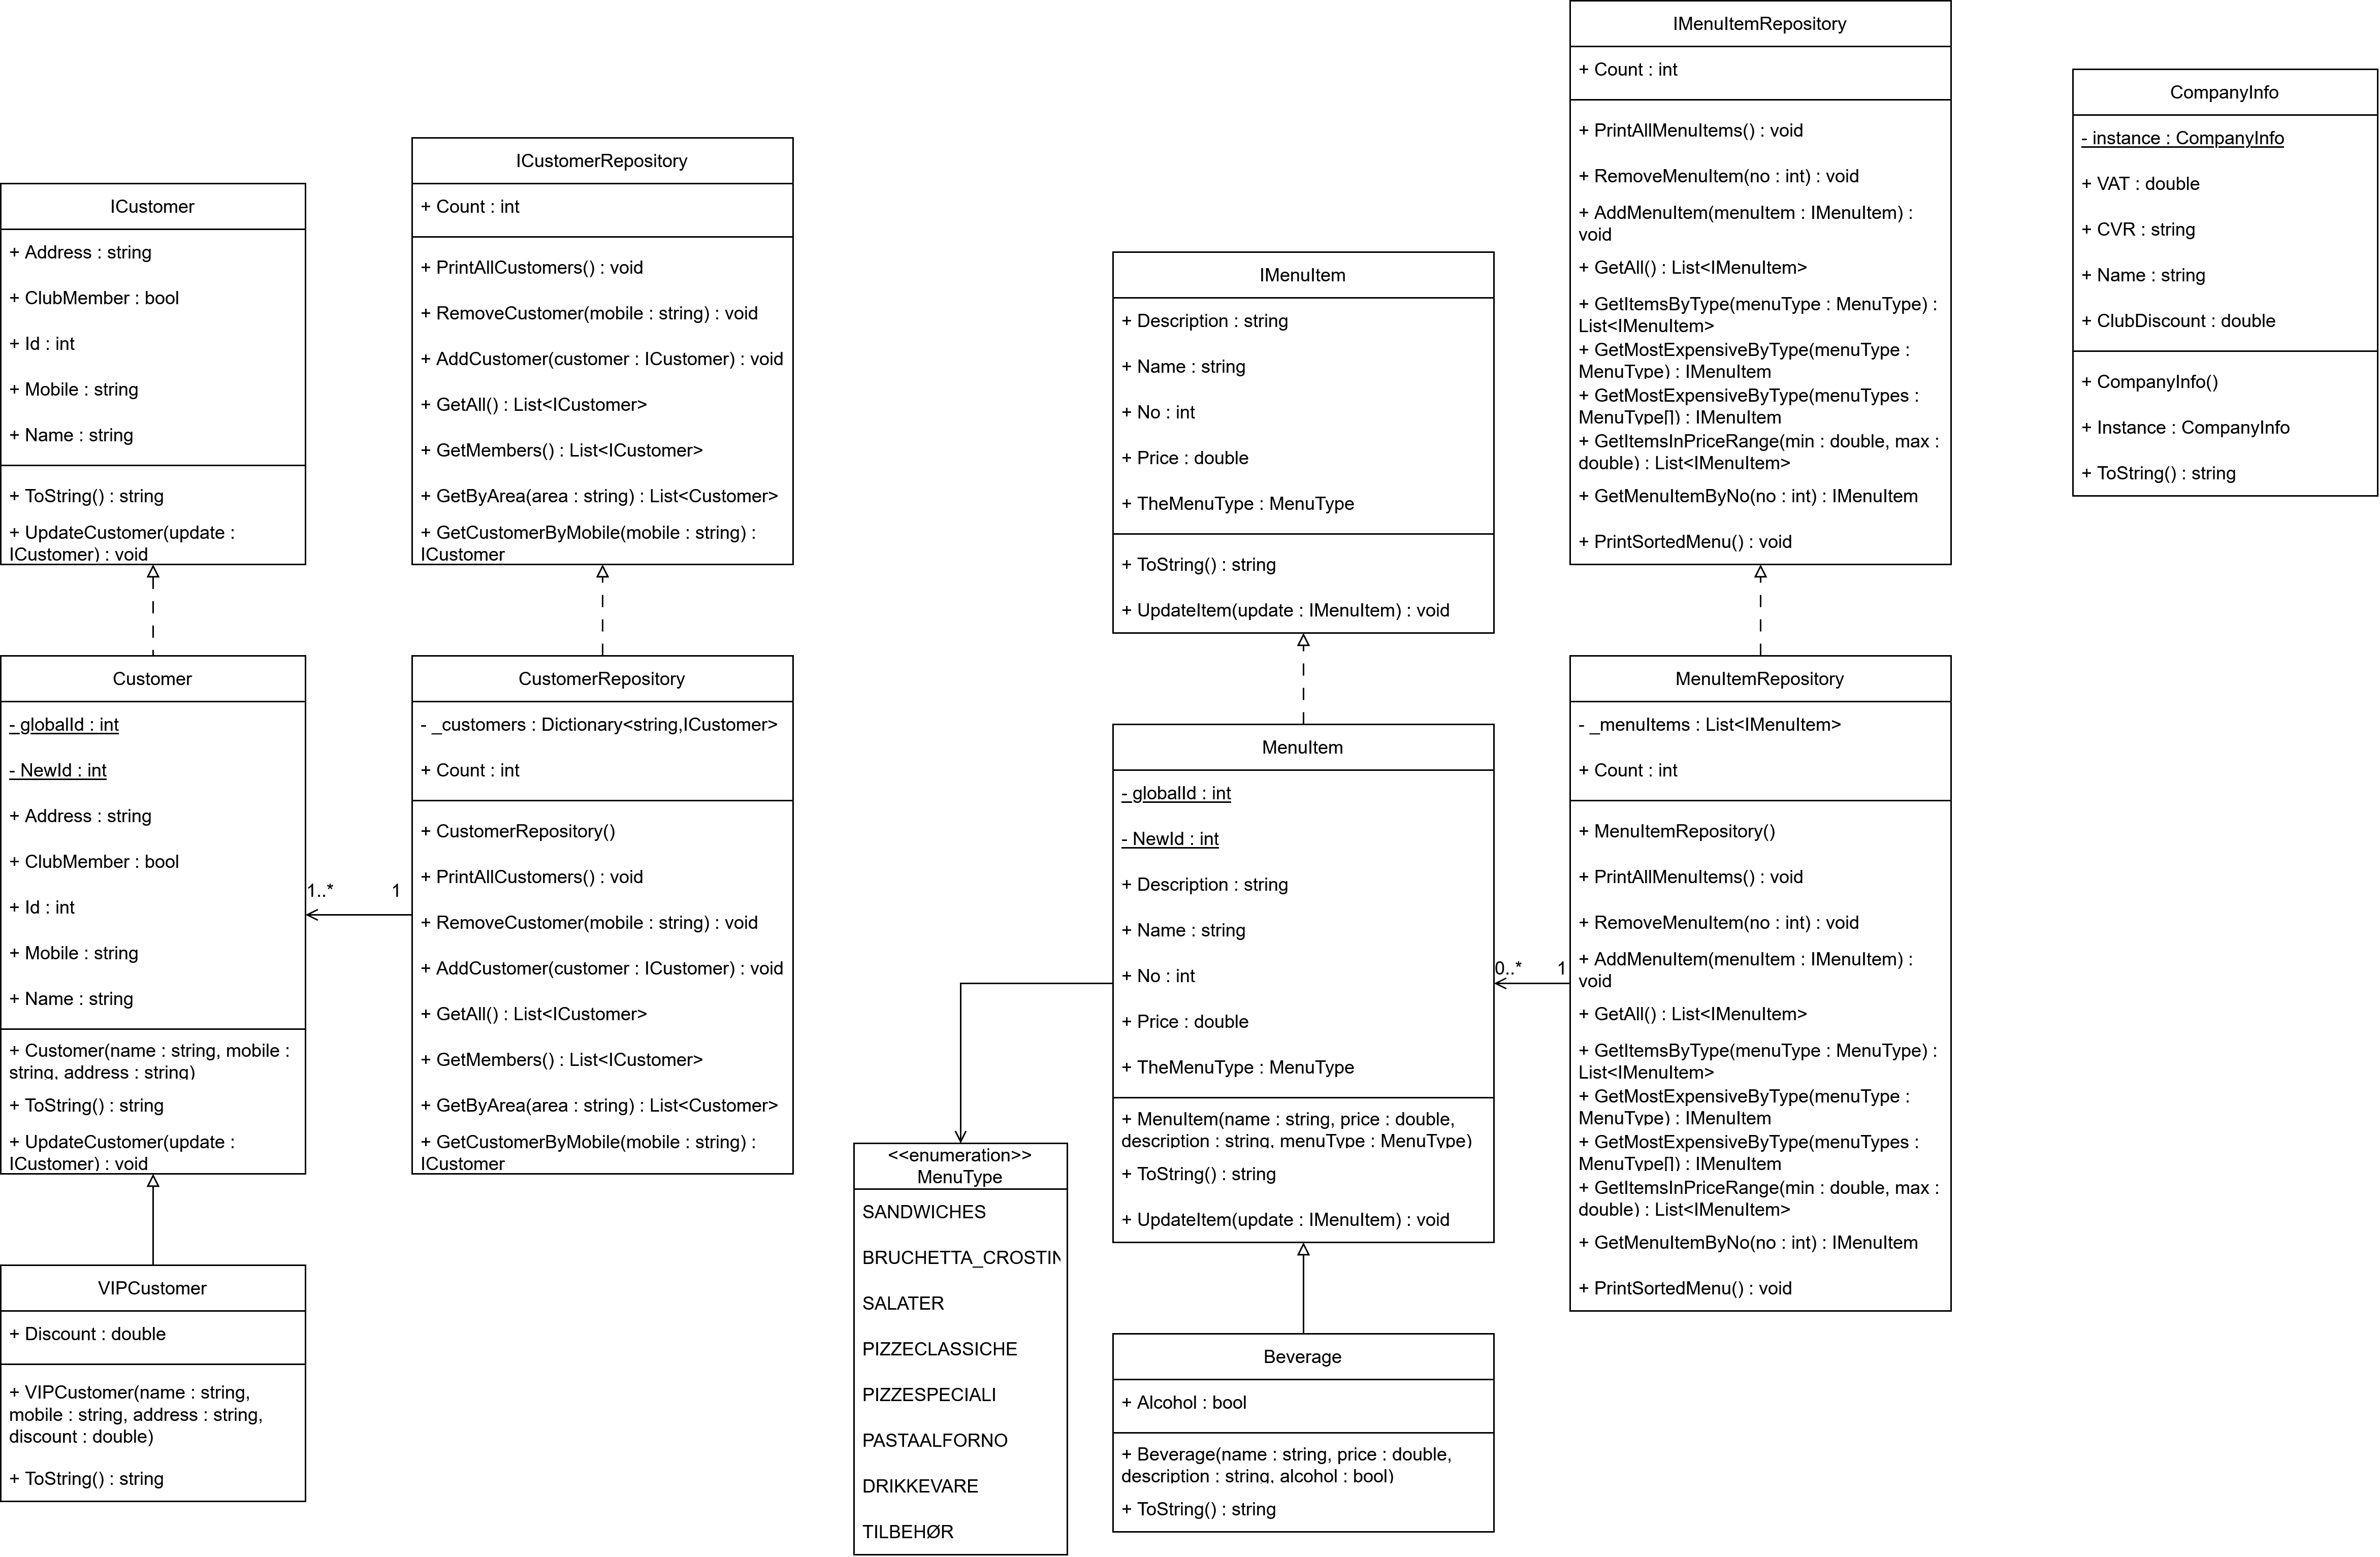 ICustomer
+ Address : string
+ ClubMember : bool
+ Id : int
+ Mobile : string
+ Name : string
+ ToString() : string
+ UpdateCustomer(update :
ICustomer) : void
Customer
- globalId : int
- NewId : int
+ Address : string
+ ClubMember : bool
+ Id : int
+ Mobile : string
+ Name : string
+ Customer(name : string, mobile :
string, address : string)
+ ToString() : string
+ UpdateCustomer(update :
ICustomer) : void
VIPCustomer
+ Discount : double
+ VIPCustomer(name : string,
mobile : string, address : string,
discount : double)
+ ToString() : string
1..*
1
ICustomerRepository
+ Count : int
+ PrintAllCustomers() : void
+ RemoveCustomer(mobile : string) : void
+ AddCustomer(customer : ICustomer) : void
+ GetAll() : List<ICustomer>
+ GetMembers() : List<ICustomer>
+ GetByArea(area : string) : List<Customer>
+ GetCustomerByMobile(mobile : string) :
ICustomer
CustomerRepository
- _customers : Dictionary<string,ICustomer>
+ Count : int
+ CustomerRepository()
+ PrintAllCustomers() : void
+ RemoveCustomer(mobile : string) : void
+ AddCustomer(customer : ICustomer) : void
+ GetAll() : List<ICustomer>
+ GetMembers() : List<ICustomer>
+ GetByArea(area : string) : List<Customer>
+ GetCustomerByMobile(mobile : string) :
ICustomer
<<enumeration>>
MenuType
SANDWICHES
BRUCHETTA_CROSTIN
SALATER
PIZZECLASSICHE
PIZZESPECIALI
PASTAALFORNO
DRIKKEVARE
TILBEHØR
IMenuItem
+ Description : string
+ Name : string
+ No : int
+ Price : double
+ TheMenuType : MenuType
+ ToString() : string
+ UpdateItem(update : IMenuItem) : void
MenuItem
- globalId : int
- NewId : int
+ Description : string
+ Name : string
+ No : int
+ Price : double
+ TheMenuType : MenuType
+ MenuItem(name : string, price : double,
description : string, menuType : MenuType)
+ ToString() : string
+ UpdateItem(update : IMenuItem) : void
Beverage
+ Alcohol : bool
+ Beverage(name : string, price : double,
description : string, alcohol : bool)
+ ToString() : string
0..*
1
IMenuItemRepository
+ Count : int
+ PrintAllMenuItems() : void
+ RemoveMenuItem(no : int) : void
+ AddMenuItem(menuItem : IMenuItem) :
void
+ GetAll() : List<IMenuItem>
+ GetItemsByType(menuType : MenuType) :
List<IMenuItem>
+ GetMostExpensiveByType(menuType :
MenuType) : IMenuItem
+ GetMostExpensiveByType(menuTypes :
MenuType[]) : IMenuItem
+ GetItemsInPriceRange(min : double, max :
double) : List<IMenuItem>
+ GetMenuItemByNo(no : int) : IMenuItem
+ PrintSortedMenu() : void
MenuItemRepository
- _menuItems : List<IMenuItem>
+ Count : int
+ MenuItemRepository()
+ PrintAllMenuItems() : void
+ RemoveMenuItem(no : int) : void
+ AddMenuItem(menuItem : IMenuItem) :
void
+ GetAll() : List<IMenuItem>
+ GetItemsByType(menuType : MenuType) :
List<IMenuItem>
+ GetMostExpensiveByType(menuType :
MenuType) : IMenuItem
+ GetMostExpensiveByType(menuTypes :
MenuType[]) : IMenuItem
+ GetItemsInPriceRange(min : double, max :
double) : List<IMenuItem>
+ GetMenuItemByNo(no : int) : IMenuItem
+ PrintSortedMenu() : void
CompanyInfo
- instance : CompanyInfo
+ VAT : double
+ CVR : string
+ Name : string
+ ClubDiscount : double
+ CompanyInfo()
+ Instance : CompanyInfo
+ ToString() : string